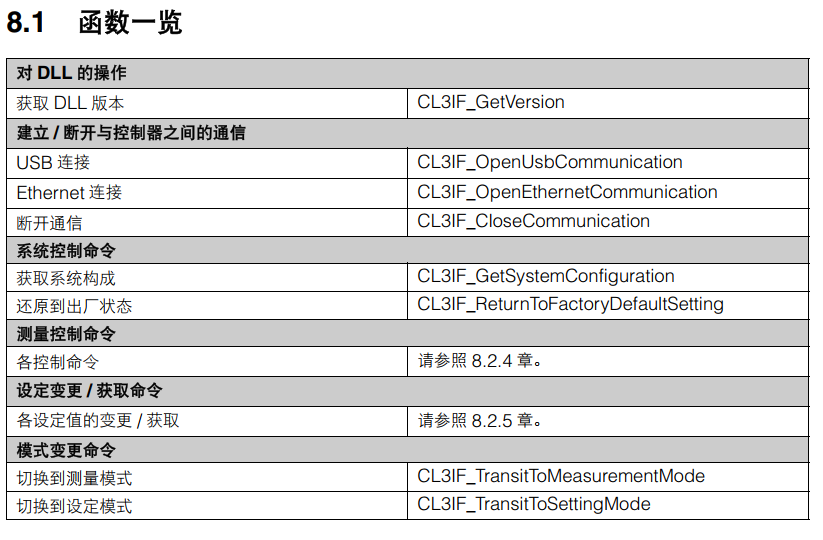 8.1 函数一览
对 DLL 的操作
获取 DLL 版本 CL3IF_GetVersion
建立 / 断开与控制器之间的通信
USB 连接 CL3IF_OpenUsbCommunication
Ethernet 连接 CL3IF_OpenEthernetCommunication
断开通信 CL3IF_CloseCommunication
系统控制命令
获取系统构成 CL3IF_GetSystemConfiguration
还原到出厂状态 CL3IF_ReturnToFactoryDefaultSetting
测量控制命令
各控制命令 请参照 8.2.4 章。
设定变更 / 获取命令
各设定值的变更 / 获取 请参照 8.2.5 章。
模式变更命令
切换到测量模式 CL3IF_TransitToMeasurementMode
切换到设定模式 CL3IF_TransitToSettingMode